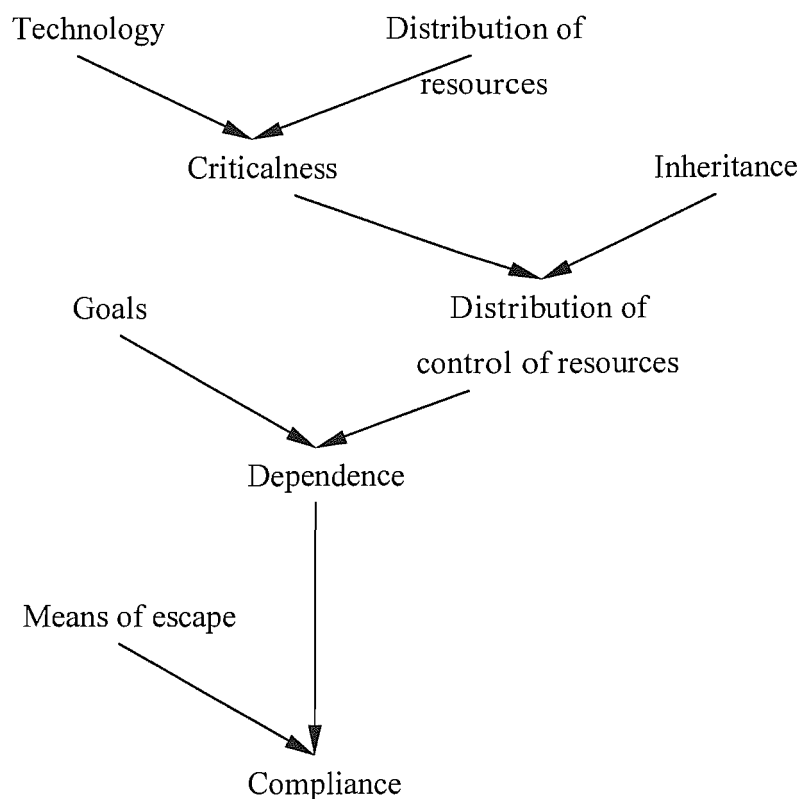 Technology
Distribution of
resources
Criticalness
Inheritance
Goals
Distribution of
control of resources
Dependence
Means of escape
Compliance